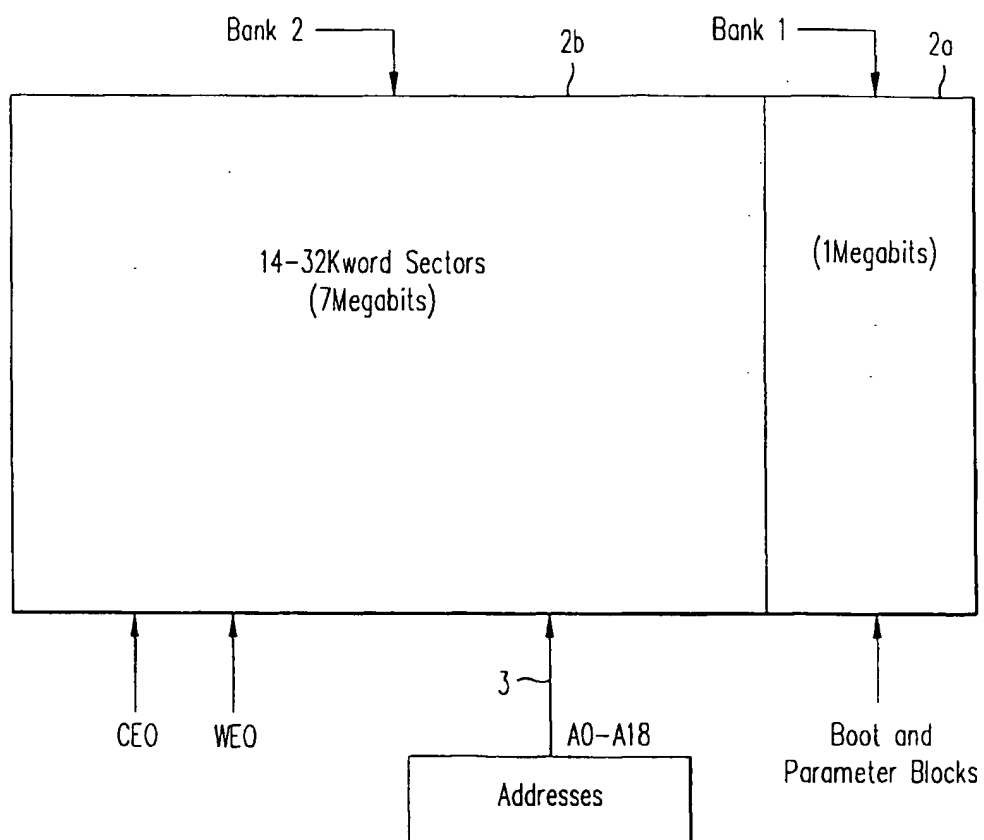 Bank 2
2b
Bank 1
2a
14-32Kword Sectors
(7Megabits)
(1Megabits)
3
CEO
WEO
A0-A18
Boot and
Parameter Blocks
Addresses